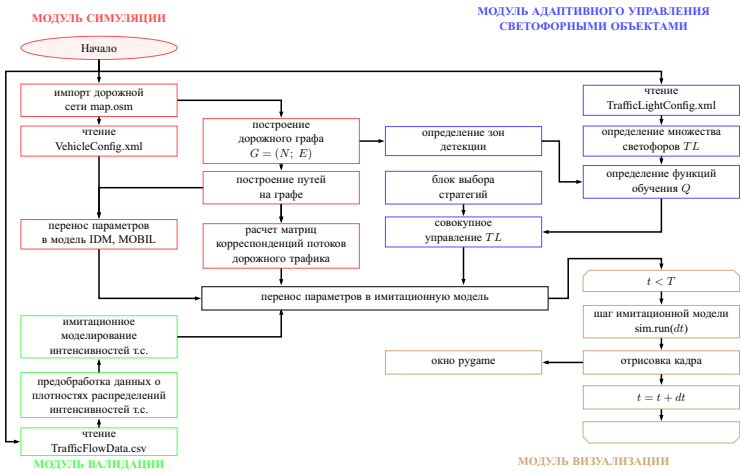 МОДУЛЬ СИМУЛЯЦИИ
МОДУЛЬ АДАПТИВНОГО УПРАВЛЕНИЯ
СВЕТОФОРНЫМИ ОБЪЕКТАМИ
Начало
импорт дорожной
сети map.osm
чтение
VehicleConfig.xml
построение
дорожного графа
G = (N; E)
построение путей
на графе
перенос параметров
в модель IDM, MOBIL
расчет матриц
корреспонденций потоков
дорожного трафика
определение зон
детекции
блок выбора
стратегий
совокупное
управление TL
чтение
TrafficLightConfig.xml
определение множества
светофоров TL
определение функций
обучения Q
перенос параметров в имитационную модель
t < T
шаг имитационной модели
sim.run(dt)
окно pygame
отрисовка кадра
t = t + dt
имитационное
моделирование
интенсивностей т.с.
предобработка данных о
плотностях распределений
интенсивностей т.с.
чтение
TrafficFlowData.csv
МОДУЛЬ ВАЛИДАЦИИ
МОДУЛЬ ВИЗУАЛИЗАЦИИ